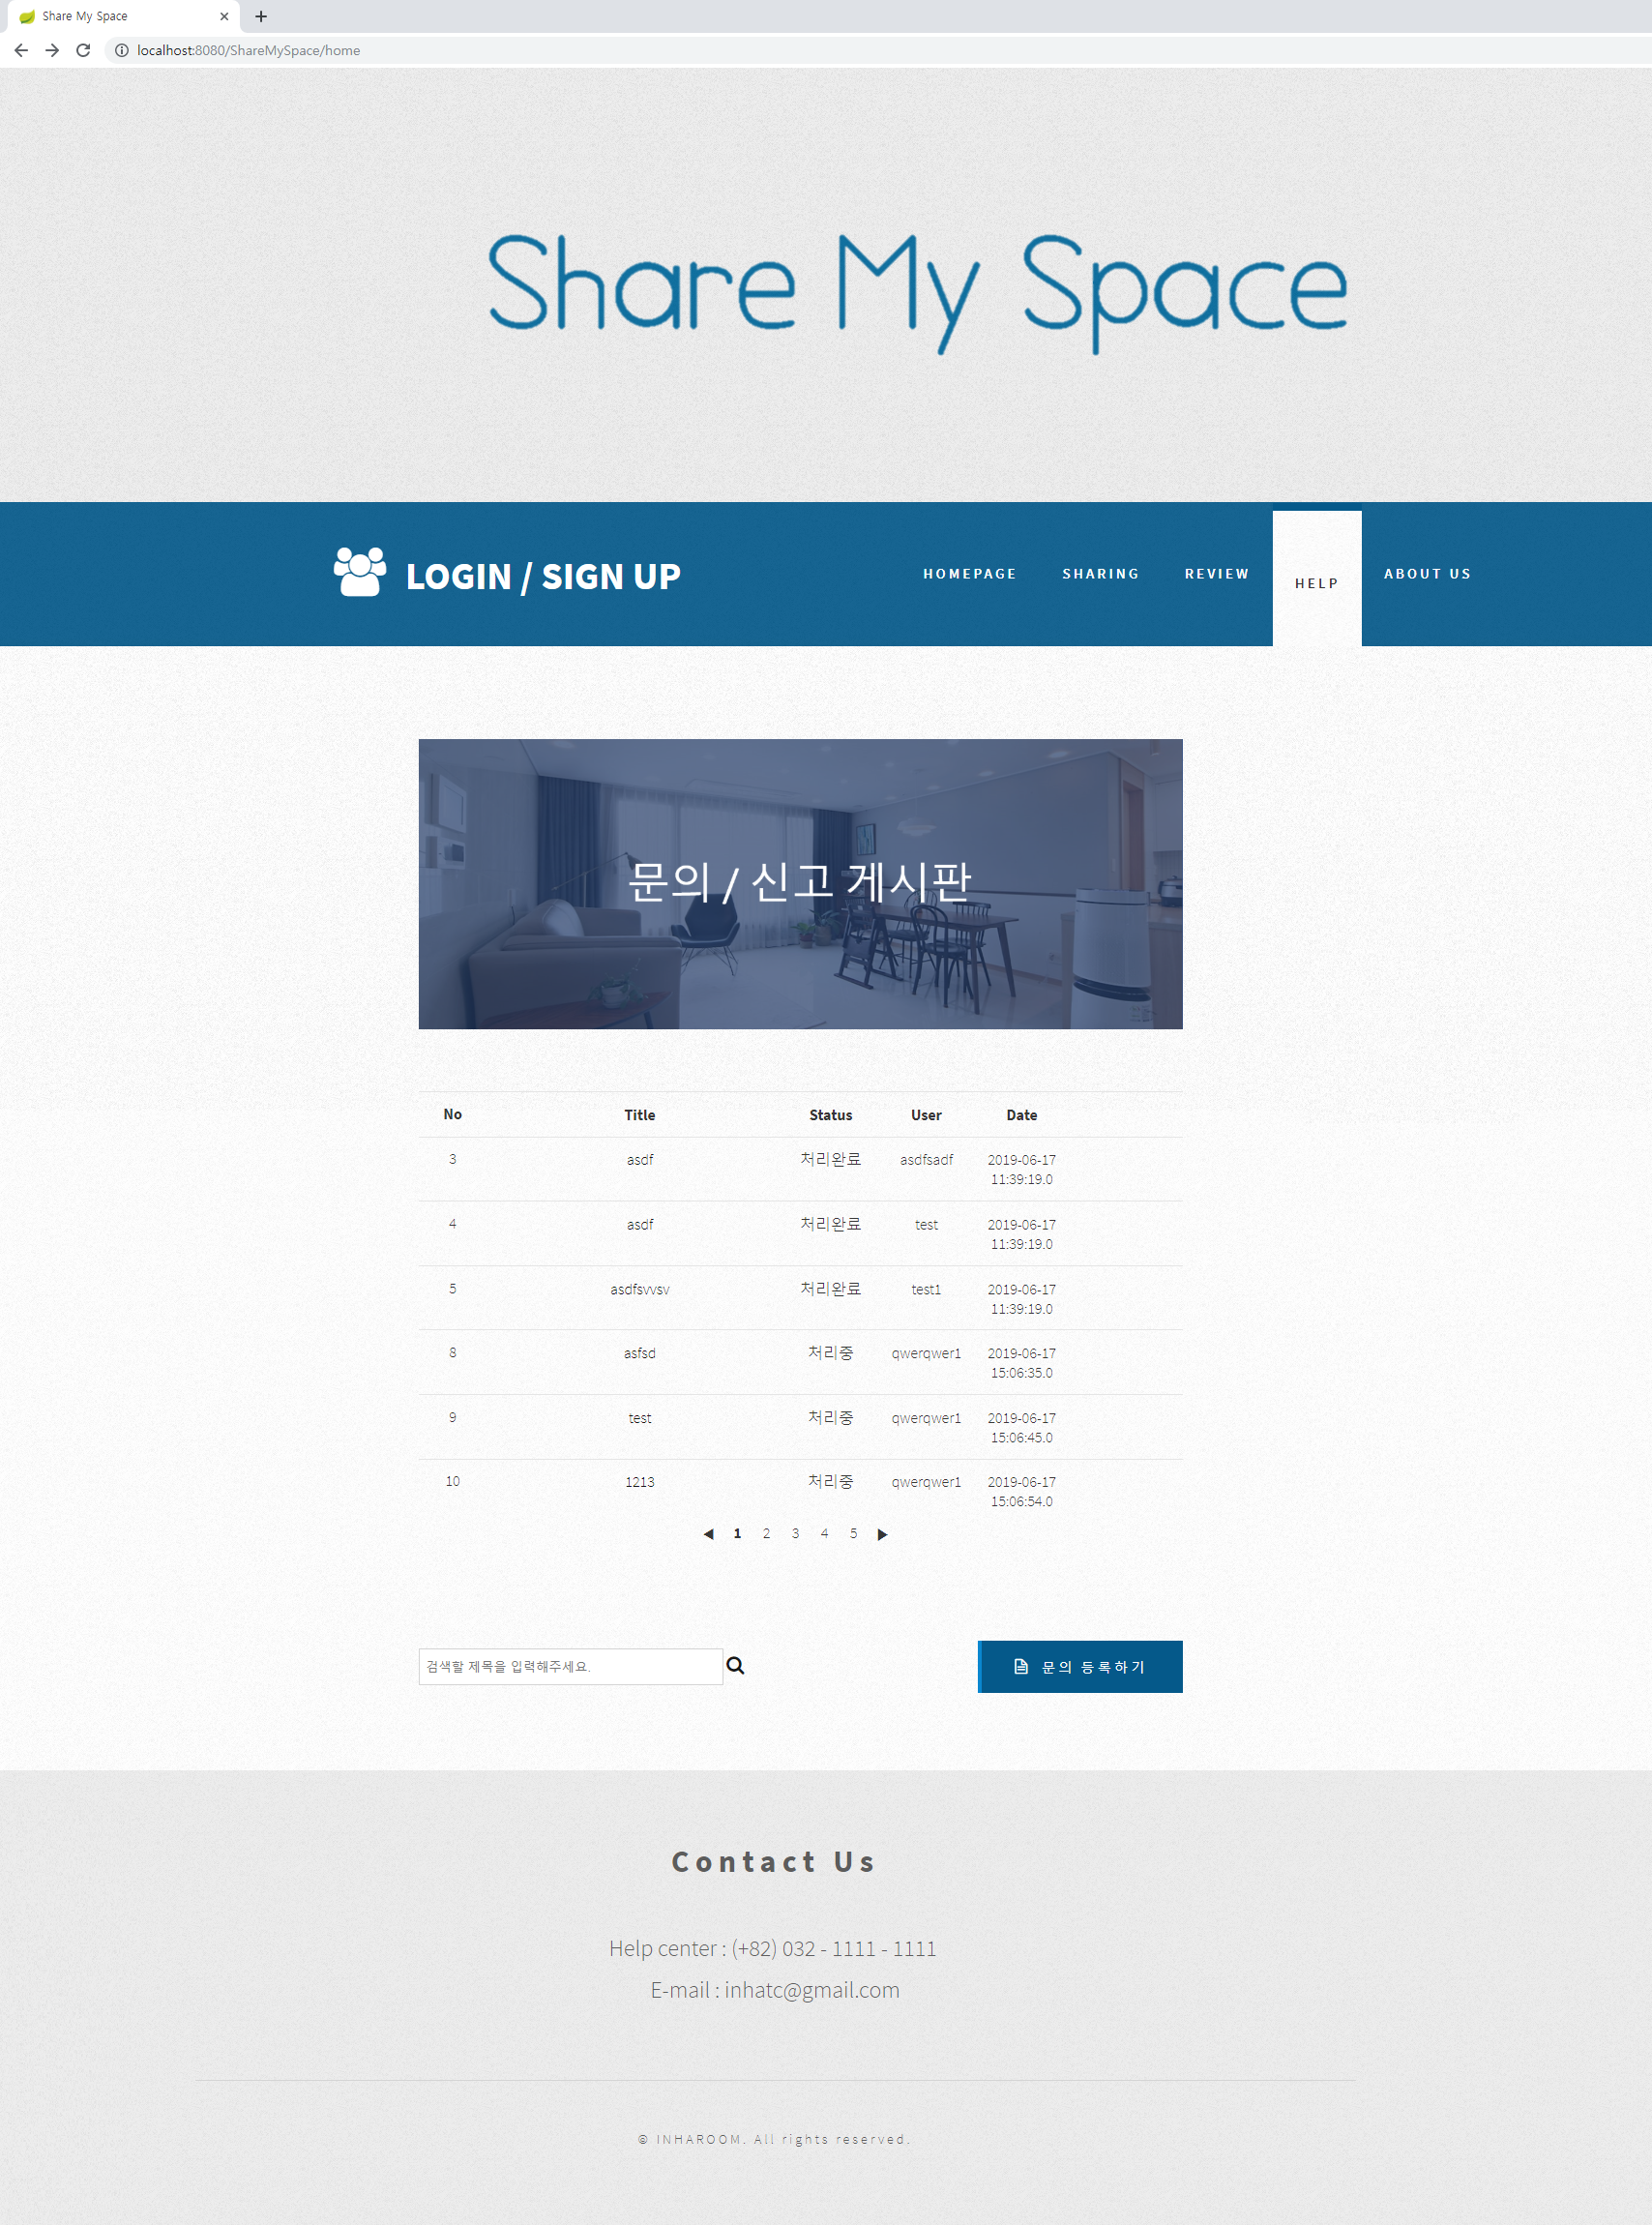 Share My Space
localhost:8080/ShareMySpace/home
Share My Space
LOGIN / SIGN UP
HOMEPAGE SHARING REVIEW HELP ABOUT US
문의 / 신고 게시판
No Title Status User Date
3 asdf 처리완료 asdfsadf 2019-06-17
11:39:19.0
4 asdf 처리완료 test 2019-06-17
11:39:19.0
5 asdfsvvsv 처리완료 test1 2019-06-17
11:39:19.0
8 asfsd 처리중 qwerqwer1 2019-06-17
15:06:35.0
9 test 처리중 qwerqwer1 2019-06-17
15:06:45.0
10 1213 처리중 qwerqwer1 2019-06-17
15:06:54.0
◀ 1 2 3 4 5 ▶
검색할 제목을 입력해주세요.
문의 등록하기
Contact Us
Help center : (+82) 032 - 1111 - 1111
E-mail : inhatc@gmail.com
© INHAROOM. All rights reserved.